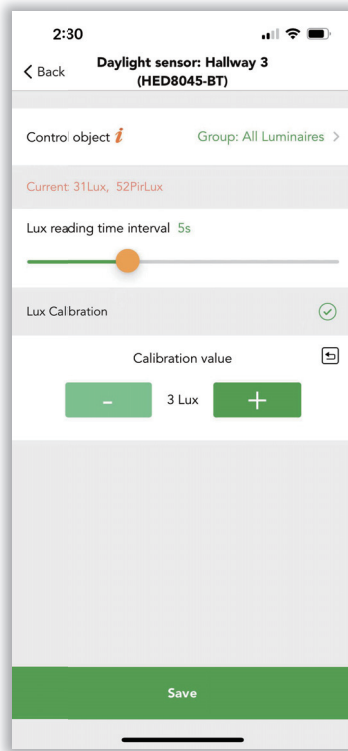 2:30
Back
Daylight sensor: Hallway 3
(HED8045-BT)
Control object i
Group: All Luminaires >
Current: 31Lux, 52PirLux
Lux reading time interval 5s
Lux Calibration
Calibration value
- 3 Lux +
Save